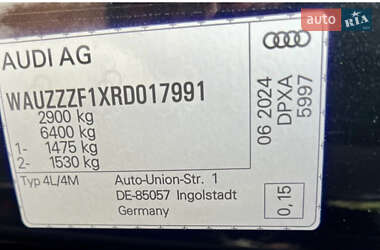 auto RIA.com
AUDI AG
WAUZZZF1XRD017991
2900 kg
6400 kg
1- 1475 kg
2- 1530 kg
Typ 4L/4M
Auto-Union-Str. 1
DE-85057 Ingolstadt
Germany
06 2024
DPXA
5997
0,15